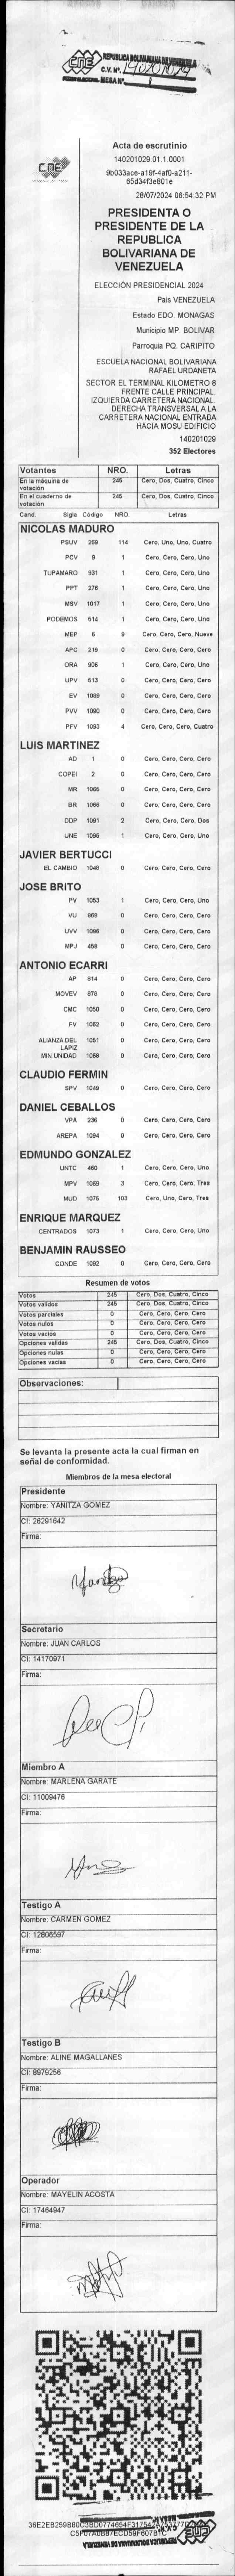 CNE REPUBLICA BOLIVARIANA DE VENEZUELA
C.V. Nº. 140201029
MESA Nº.
CNE
Acta de escrutinio
140201029.01.1.0001
9b033ace-a19f-4af0-a211-
65d34f3e801e
28/07/2024 06:54:32 PM
PRESIDENTA O
PRESIDENTE DE LA
REPUBLICA
BOLIVARIANA DE
VENEZUELA
ELECCIÓN PRESIDENCIAL 2024
Pais VENEZUELA
Estado EDO. MONAGAS
Municipio MP. BOLIVAR
Parroquia PQ. CARIPITO
ESCUELA NACIONAL BOLIVARIANA
RAFAEL URDANETA
SECTOR EL TERMINAL KILOMETRO 8
FRENTE CALLE PRINCIPAL.
IZQUIERDA CARRETERA NACIONAL.
DERECHA TRANSVERSAL A LA
CARRETERA NACIONAL ENTRADA
HACIA MOSU EDIFICIO
140201029
352 Electores
Votantes NRO. Letras
En la máquina de votación 245 Cero, Dos, Cuatro, Cinco
En el cuaderno de votación 245 Cero, Dos, Cuatro, Cinco
Cand. Sigla Código NRO. Letras
NICOLAS MADURO
PSUV 269 114 Cero, Uno, Uno, Cuatro
PCV 9 1 Cero, Cero, Cero, Uno
TUPAMARO 931 1 Cero, Cero, Cero, Uno
PPT 276 1 Cero, Cero, Cero, Uno
MSV 1017 1 Cero, Cero, Cero, Uno
PODEMOS 514 1 Cero, Cero, Cero, Uno
MEP 6 9 Cero, Cero, Cero, Nueve
APC 219 0 Cero, Cero, Cero, Cero
ORA 906 1 Cero, Cero, Cero, Uno
UPV 513 0 Cero, Cero, Cero, Cero
EV 1089 0 Cero, Cero, Cero, Cero
PVV 1090 0 Cero, Cero, Cero, Cero
PFV 1093 4 Cero, Cero, Cero, Cuatro
LUIS MARTINEZ
AD 1 0 Cero, Cero, Cero, Cero
COPEI 2 0 Cero, Cero, Cero, Cero
MR 1065 0 Cero, Cero, Cero, Cero
BR 1066 0 Cero, Cero, Cero, Cero
DDP 1091 2 Cero, Cero, Cero, Dos
UNE 1095 1 Cero, Cero, Cero, Uno
JAVIER BERTUCCI
EL CAMBIO 1048 0 Cero, Cero, Cero, Cero
JOSE BRITO
PV 1053 1 Cero, Cero, Cero, Uno
VU 868 0 Cero, Cero, Cero, Cero
UVV 1098 0 Cero, Cero, Cero, Cero
MPJ 458 0 Cero, Cero, Cero, Cero
ANTONIO ECARRI
AP 914 0 Cero, Cero, Cero, Cero
MOVEV 878 0 Cero, Cero, Cero, Cero
CMC 1050 0 Cero, Cero, Cero, Cero
FV 1062 0 Cero, Cero, Cero, Cero
ALIANZA DEL LAPIZ 1051 0 Cero, Cero, Cero, Cero
MIN UNIDAD 1088 0 Cero, Cero, Cero, Cero
CLAUDIO FERMIN
SPV 1049 0 Cero, Cero, Cero, Cero
DANIEL CEBALLOS
VPA 236 0 Cero, Cero, Cero, Cero
AREPA 1094 0 Cero, Cero, Cero, Cero
EDMUNDO GONZALEZ
UNTC 460 1 Cero, Cero, Cero, Uno
MPV 1069 3 Cero, Cero, Cero, Tres
MUD 1075 103 Cero, Uno, Cero, Tres
ENRIQUE MARQUEZ
CENTRADOS 1073 1 Cero, Cero, Cero, Uno
BENJAMIN RAUSSEO
CONDE 1092 0 Cero, Cero, Cero, Cero
Resumen de votos
Votos 245 Cero, Dos, Cuatro, Cinco
Votos validos 245 Cero, Dos, Cuatro, Cinco
Votos parciales 0 Cero, Cero, Cero, Cero
Votos nulos 0 Cero, Cero, Cero, Cero
Votos vacios 0 Cero, Cero, Cero, Cero
Opciones validas 245 Cero, Dos, Cuatro, Cinco
Opciones nulas 0 Cero, Cero, Cero, Cero
Opciones vacias 0 Cero, Cero, Cero, Cero
Observaciones:
Se levanta la presente acta la cual firman en
señal de conformidad.
Miembros de la mesa electoral
Presidente
Nombre: YANITZA GOMEZ
CI: 26291642
Firma:
Secretario
Nombre: JUAN CARLOS
CI: 14170971
Firma:
Miembro A
Nombre: MARLENA GARATE
CI: 11009476
Firma:
Testigo A
Nombre: CARMEN GOMEZ
CI: 12806597
Firma:
Testigo B
Nombre: ALINE MAGALLANES
CI: 8979256
Firma:
Operador
Nombre: MAYELIN ACOSTA
CI: 17464947
Firma:
CNE
REPUBLICA BOLIVARIANA DE VENEZUELA